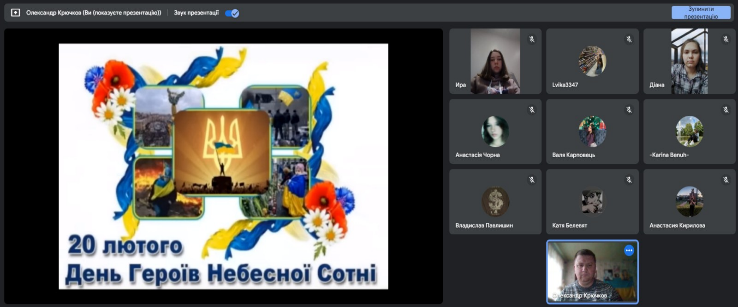 Олександр Крючков (Ви (показуєте презентацію))
Звук презентації
Зупинити
презентацію
20 лютого
День Героїв Небесної Сотні
Ира
Lvika3347
Діана
Анастасія Чорна
Валя Карповець
-Karina Benuh-
Владислав Павлишин
Катя Белевят
Анастасия Кирилова
Олександр Крючков